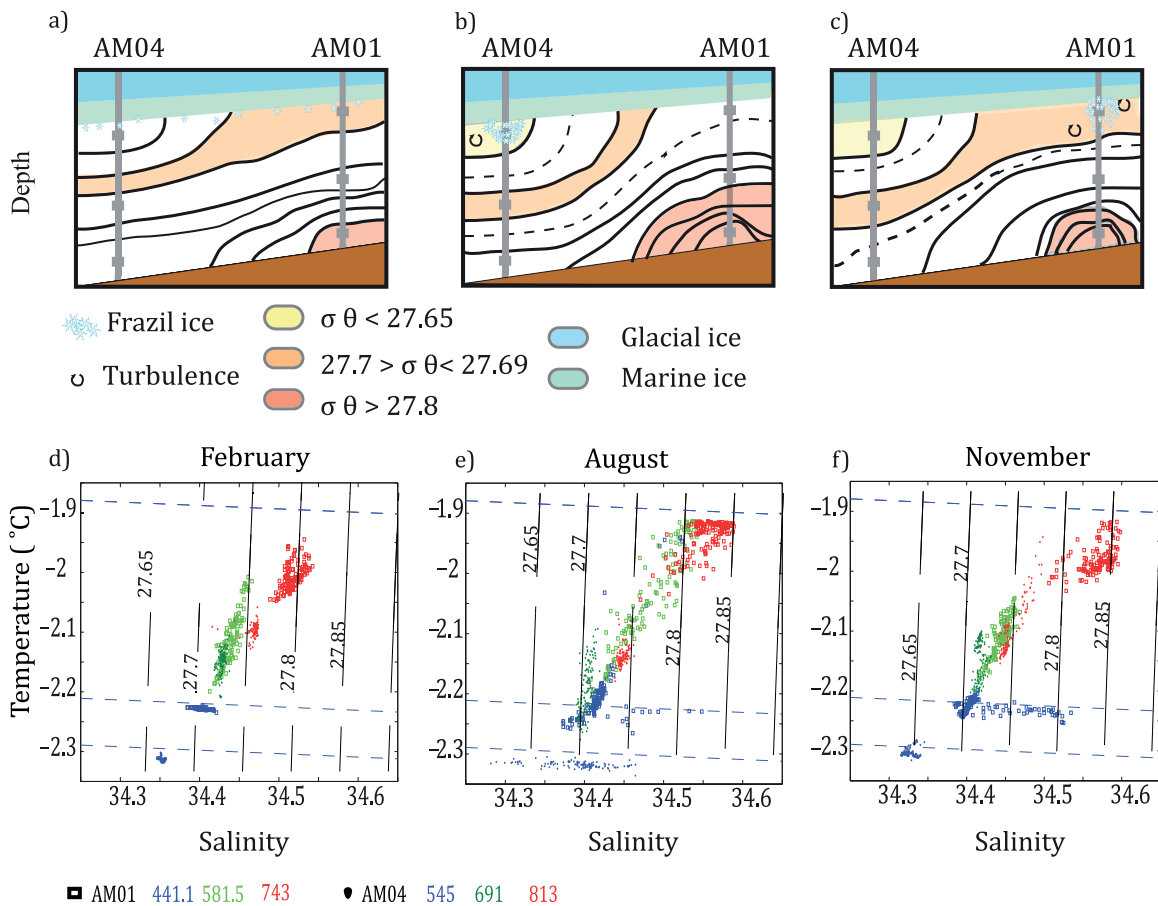 a)
b)
c)
AM04 AM01
AM04 AM01
AM04 AM01
Depth
Frazil ice
Turbulence
σ θ < 27.65
27.7 > σ θ< 27.69
σ θ > 27.8
Glacial ice
Marine ice
d) February
e) August
f) November
Temperature ( °C)
−1.9
−2
−2.1
−2.2
−2.3
27.65
27.7
27.8
27.85
34.3 34.4 34.5 34.6
Salinity
−1.9
−2
−2.1
−2.2
−2.3
27.65
27.7
27.8
27.85
34.3 34.4 34.5 34.6
Salinity
−1.9
−2
−2.1
−2.2
−2.3
27.65
27.7
27.8
27.85
34.3 34.4 34.5 34.6
Salinity
AM01 441.1 581.5 743 AM04 545 691 813